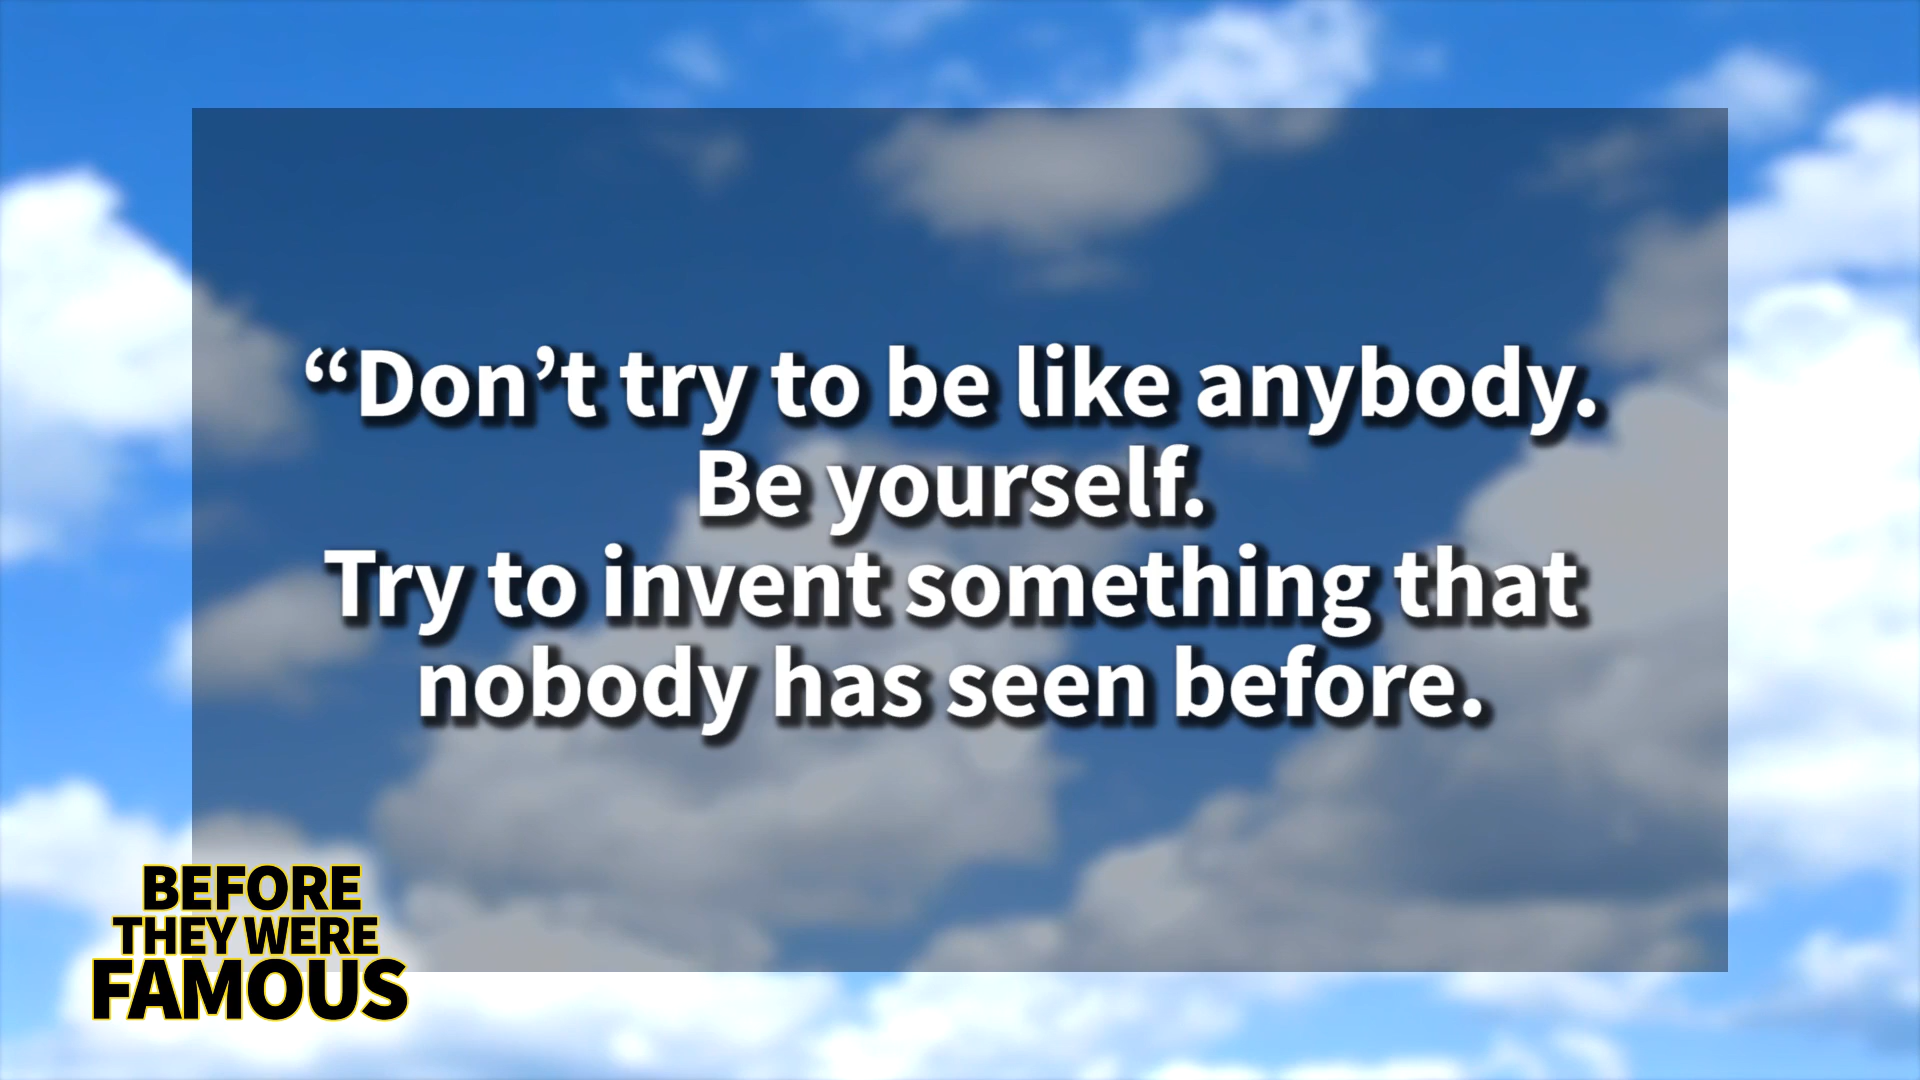 “Don’t try to be like anybody.
Be yourself.
Try to invent something that
nobody has seen before.
BEFORE
THEY WERE
FAMOUS